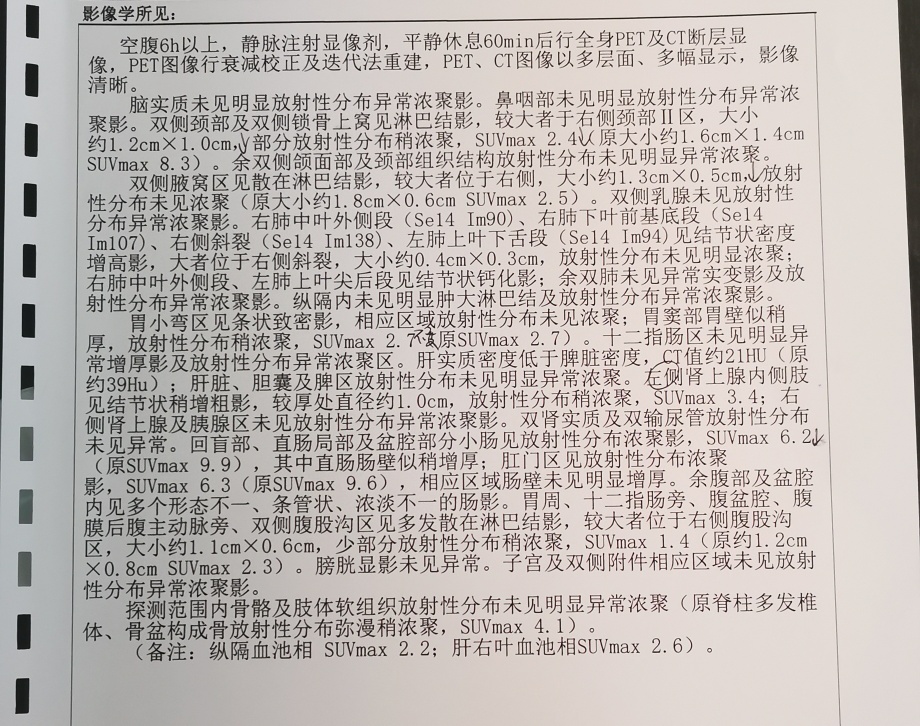 影像学所见:
空腹6h以上，静脉注射显像剂，平静休息60min后行全身PET及CT断层显
像，PET图像行衰减校正及迭代法重建，PET、CT图像以多层面、多幅显示，影像
清晰。
脑实质未见明显放射性分布异常浓聚影。鼻咽部未见明显放射性分布异常浓
聚影。双侧颈部及双侧锁骨上窝见淋巴结影，较大者于右侧颈部Ⅱ区，大小
约1.2cm×1.0cm，部分放射性分布稍浓聚，SUVmax 2.4（原大小约1.6cm×1.4cm
SUVmax 8.3）。余双侧颌面部及颈部组织结构放射性分布未见明显异常浓聚。
双侧腋窝区见散在淋巴结影，较大者位于右侧，大小约1.3cm×0.5cm，放射
性分布未见浓聚（原大小约1.8cm×0.6cm SUVmax 2.5）。双侧乳腺未见放射性
分布异常浓聚影。右肺中叶外侧段（Se14 Im90）、右肺下叶前基底段（Se14
Im107）、右侧斜裂（Se14 Im138）、左肺上叶下舌段（Se14 Im94）见结节状密度
增高影，大者位于右侧斜裂，大小约0.4cm×0.3cm，放射性分布未见明显浓聚；
右肺中叶外侧段、左肺上叶尖后段见结节状钙化影；余双肺未见异常实变影及放
射性分布异常浓聚影。纵隔内未见明显肿大淋巴结及放射性分布异常浓聚影。
胃小弯区见条状致密影，相应区域放射性分布未见浓聚；胃窦部胃壁似稍
厚，放射性分布稍浓聚，SUVmax 2.7（原SUVmax 2.7）。十二指肠区未见明显异
常增厚影及放射性分布异常浓聚区。肝实质密度低于脾脏密度，CT值约21HU（原
约39Hu）；肝脏、胆囊及脾区放射性分布未见明显异常浓聚。左侧肾上腺内侧肢
见结节状稍增粗影，较厚处直径约1.0cm，放射性分布稍浓聚，SUVmax 3.4；右
侧肾上腺及胰腺区未见放射性分布异常浓聚影。双肾实质及双输尿管放射性分布
未见异常。回盲部、直肠局部及盆腔部分小肠见放射性分布浓聚影，SUVmax 6.2
（原SUVmax 9.9），其中直肠肠壁似稍增厚；肛门区见放射性分布浓聚
影，SUVmax 6.3（原SUVmax 9.6），相应区域肠壁未见明显增厚。余腹部及盆腔
内见多个形态不一、条管状、浓淡不一的肠影。胃周、十二指肠旁、腹盆腔、腹
膜后腹主动脉旁、双侧腹股沟区见多发散在淋巴结影，较大者位于右侧腹股沟
区，大小约1.1cm×0.6cm，少部分放射性分布稍浓聚，SUVmax 1.4（原约1.2cm
×0.8cm SUVmax 2.3）。膀胱显影未见异常。子宫及双侧附件相应区域未见放射
性分布异常浓聚影。
探测范围内骨骼及肢体软组织放射性分布未见明显异常浓聚（原脊柱多发椎
体、骨盆构成骨放射性分布弥漫稍浓聚，SUVmax 4.1）。
（备注：纵隔血池相 SUVmax 2.2；肝右叶血池相SUVmax 2.6）。